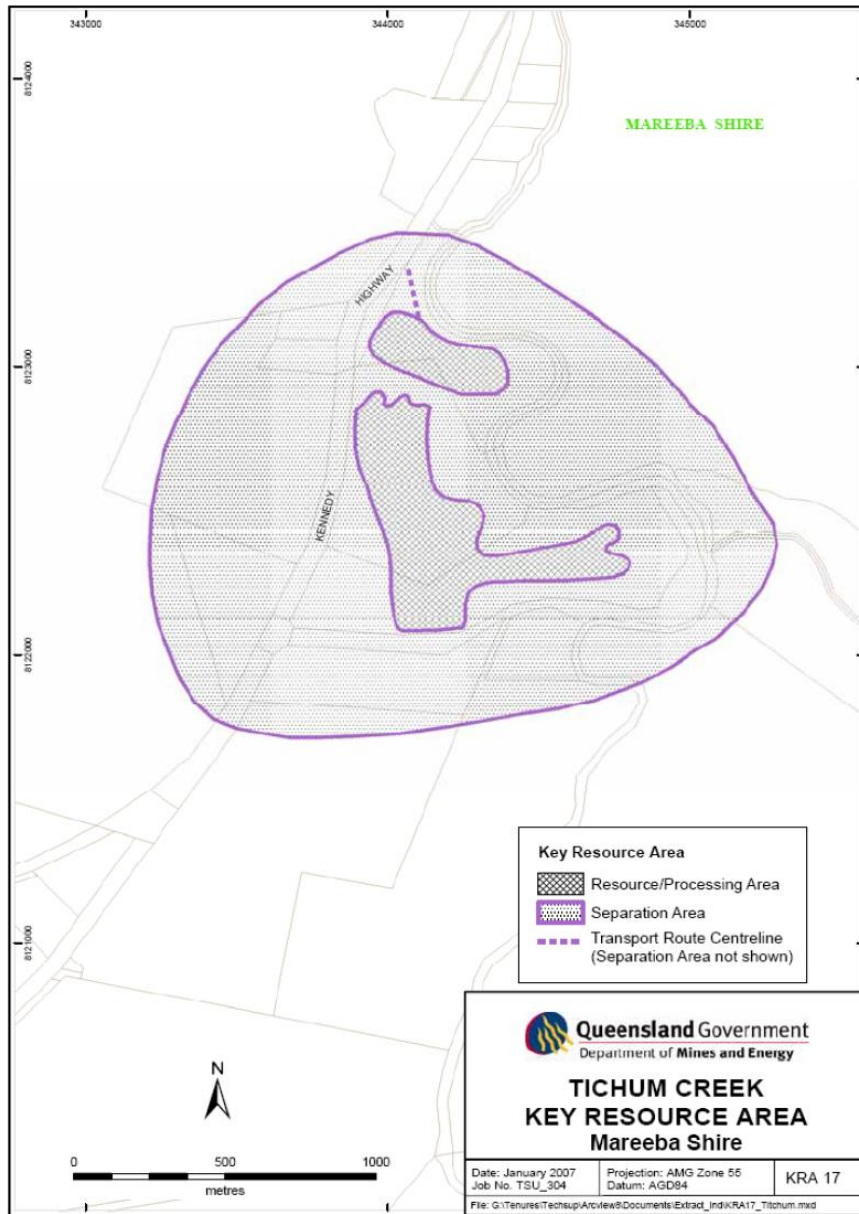 343000
344000
345000
8124000
MAREEBA SHIRE
HIGHWAY
8123000
KENNEDY
8122000
8121000
Key Resource Area
Resource/Processing Area
Separation Area
Transport Route Centreline
(Separation Area not shown)
Queensland Government
Department of Mines and Energy
TICHUM CREEK
KEY RESOURCE AREA
Mareeba Shire
N
0 500 1000
metres
Date: January 2007
Job No. TSU_304
Projection: AMG Zone 55
Datum: AGD84
KRA 17
File: G:\Tenures\Techsup\Arcview8\Documents\Extract_Ind\KRA17_Titchum.mxd